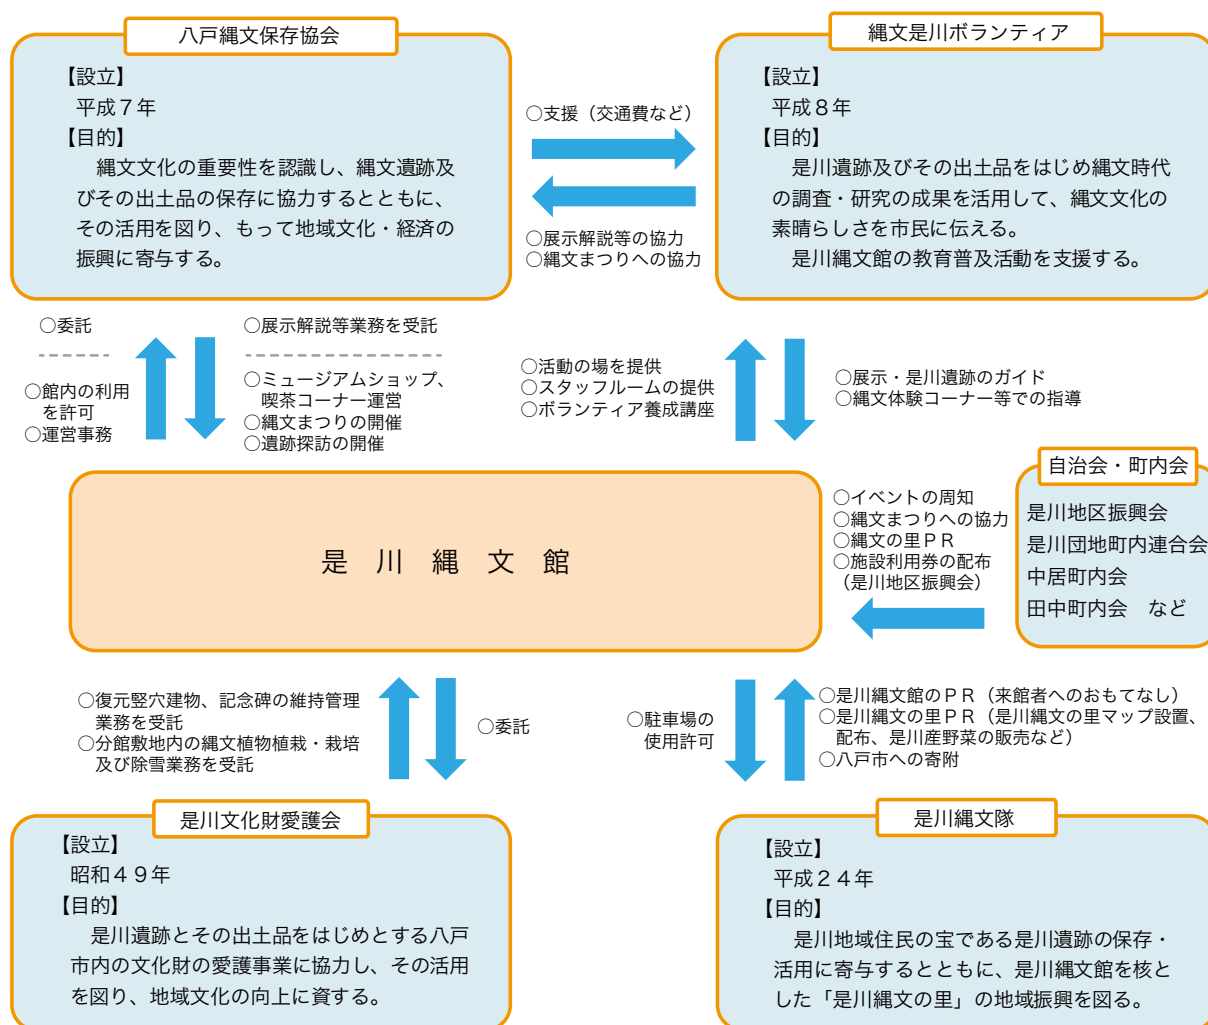 八戸縄文保存協会
【設立】
平成７年
【目的】
縄文文化の重要性を認識し、縄文遺跡及
びその出土品の保存に協力するとともに、
その活用を図り、もって地域文化・経済の
振興に寄与する。
○支援（交通費など）
○展示解説等の協力
○縄文まつりへの協力
縄文是川ボランティア
【設立】
平成８年
【目的】
是川遺跡及びその出土品をはじめ縄文時代
の調査・研究の成果を活用して、縄文文化の
素晴らしさを市民に伝える。
是川縄文館の教育普及活動を支援する。
○委託
○館内の利用
を許可
○運営事務
○展示解説等業務を受託
○ミュージアムショップ、
喫茶コーナー運営
○縄文まつりの開催
○遺跡探訪の開催
○活動の場を提供
○スタッフルームの提供
○ボランティア養成講座
○展示・是川遺跡のガイド
○縄文体験コーナー等での指導
是川縄文館
○イベントの周知
○縄文まつりへの協力
○縄文の里ＰＲ
○施設利用券の配布
（是川地区振興会）
自治会・町内会
是川地区振興会
是川団地町内連合会
中居町内会
田中町内会　など
○復元竪穴建物、記念碑の維持管理
業務を受託
○分館敷地内の縄文植物植栽・栽培
及び除雪業務を受託
○委託
○駐車場の
使用許可
○是川縄文館のＰＲ（来館者へのおもてなし）
○是川縄文の里ＰＲ（是川縄文の里マップ設置、
配布、是川産野菜の販売など）
○八戸市への寄附
是川文化財愛護会
【設立】
昭和４９年
【目的】
是川遺跡とその出土品をはじめとする八戸
市内の文化財の愛護事業に協力し、その活用
を図り、地域文化の向上に資する。
是川縄文隊
【設立】
平成２４年
【目的】
是川地域住民の宝である是川遺跡の保存・
活用に寄与するとともに、是川縄文館を核と
した「是川縄文の里」の地域振興を図る。